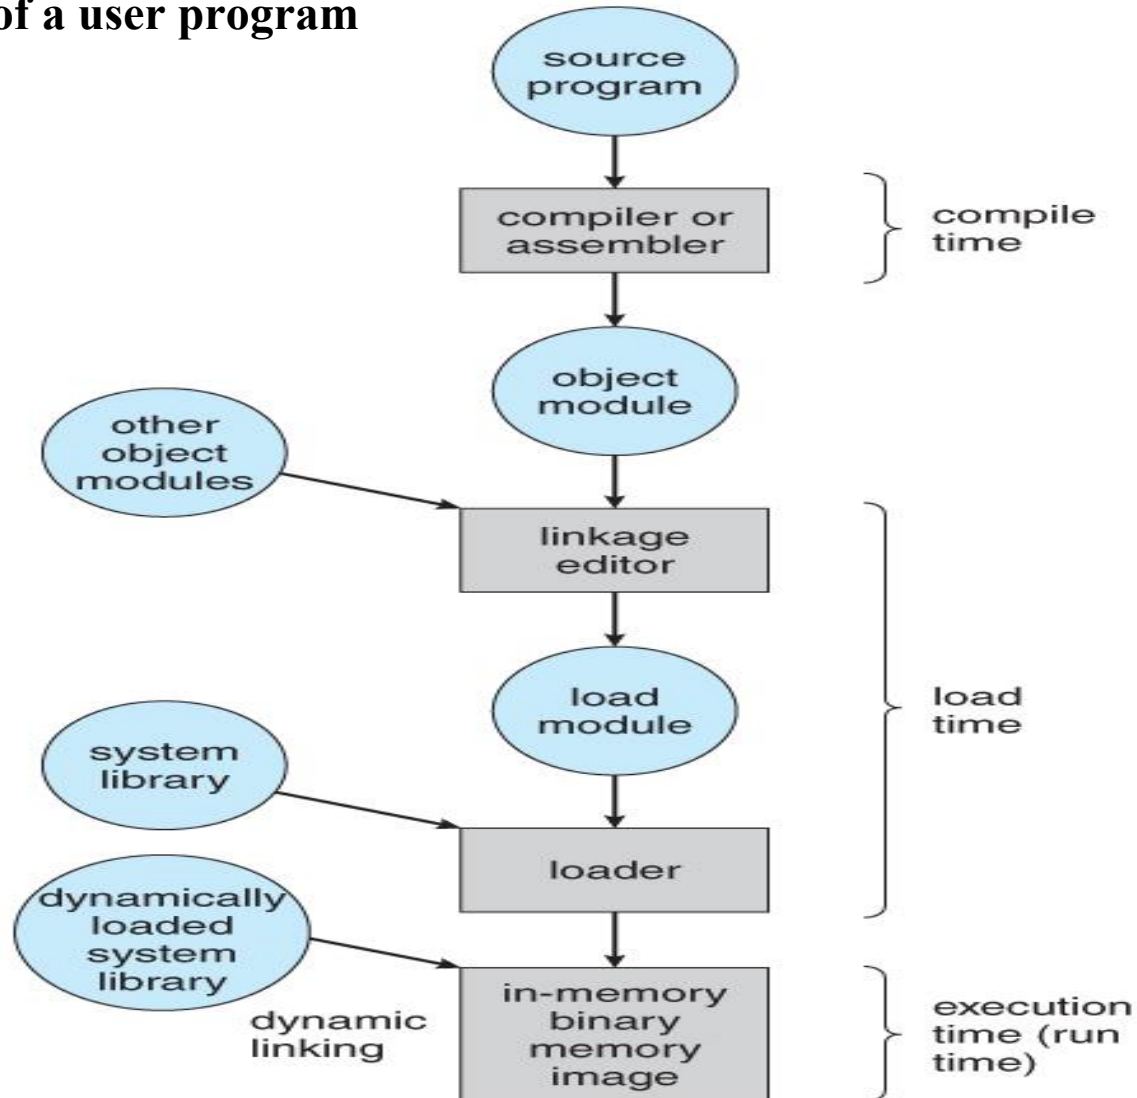 of a user program
source
program
compiler or
assembler
compile
time
object
module
other
object
modules
linkage
editor
load
module
load
time
system
library
loader
dynamically
loaded
system
library
dynamic
linking
in-memory
binary
memory
image
execution
time (run
time)